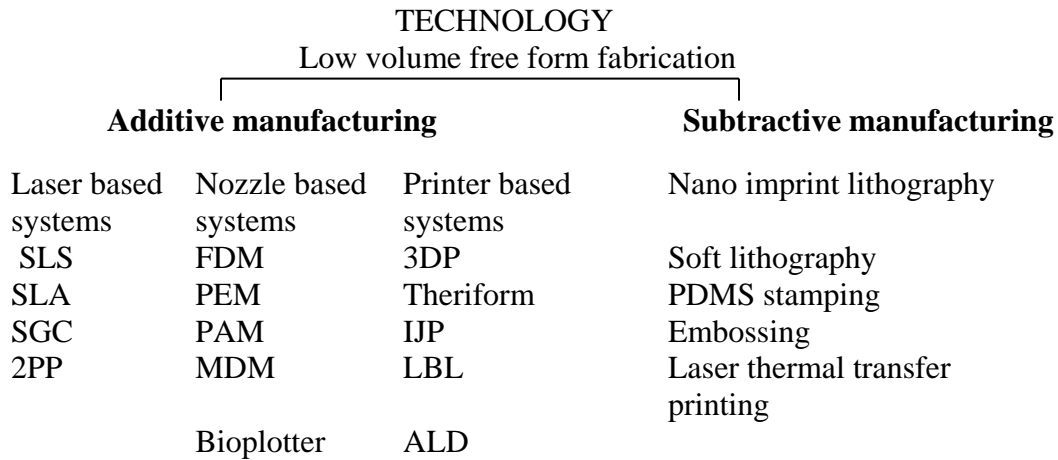 TECHNOLOGY
Low volume free form fabrication
Additive manufacturing Subtractive manufacturing
Laser based Nozzle based Printer based Nano imprint lithography
systems systems systems
SLS FDM 3DP Soft lithography
SLA PEM Theriform PDMS stamping
SGC PAM IJP Embossing
2PP MDM LBL Laser thermal transfer
printing
Bioplotter ALD